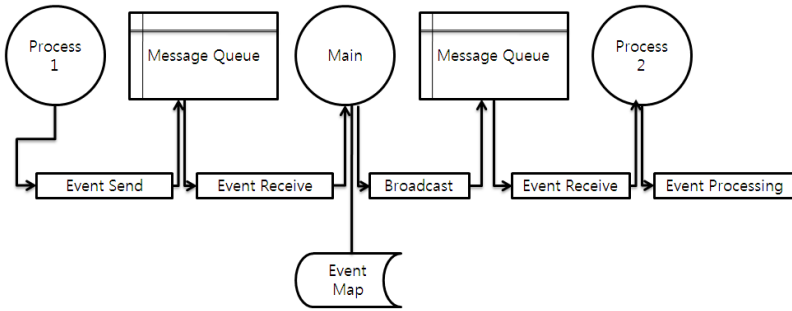 Process
1
Message Queue
Main
Message Queue
Process
2
Event Send
Event Receive
Broadcast
Event Receive
Event Processing
Event
Map